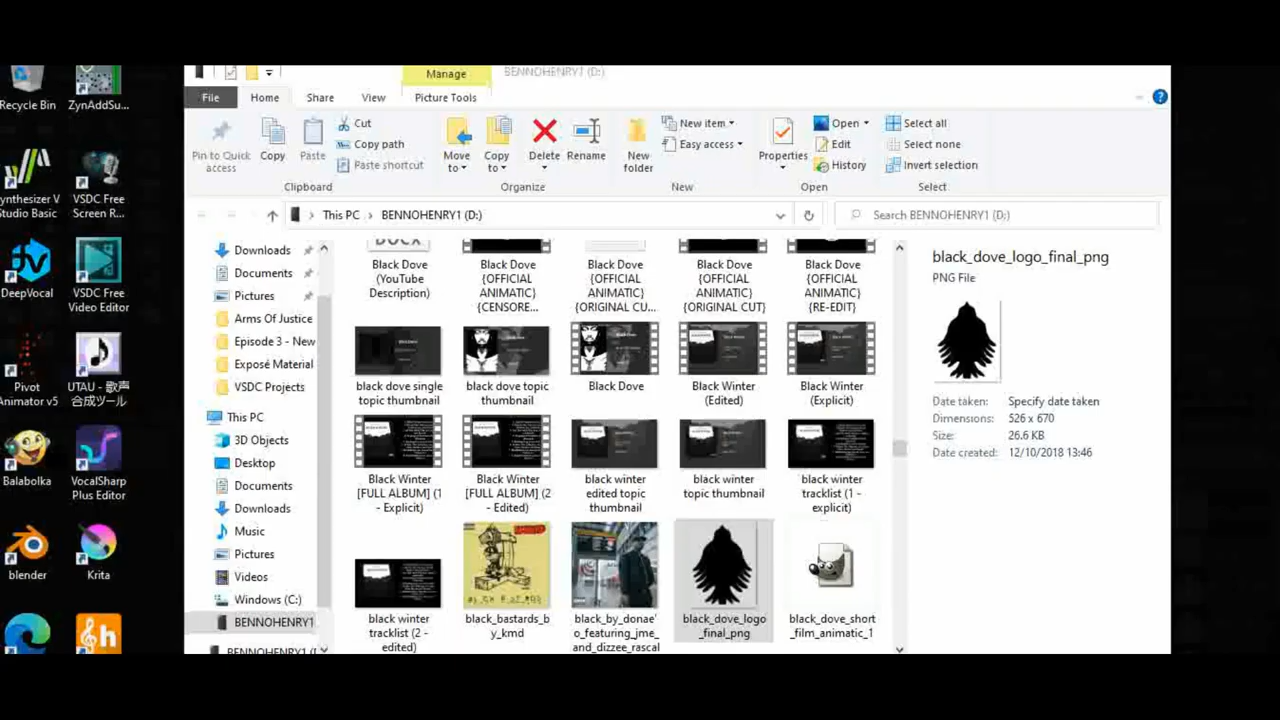 Manage
BENNOHENRY1 (D:)
File
Home
Share
View
Picture Tools
Pin to Quick
access
Copy
Paste
Cut
Copy path
Paste shortcut
Move
to
Copy
to
Delete
Rename
New
folder
New item
Easy access
Properties
Open
Edit
History
Select all
Select none
Invert selection
Clipboard
Organize
New
Open
Select
This PC
BENNOHENRY1 (D:)
Search BENNOHENRY1 (D:)
Recycle Bin
ZynAddSu...
ynthesizer V
Studio Basic
VSDC Free
Screen R...
DeepVocal
VSDC Free
Video Editor
Pivot
Animator v5
UTAU - 歌声
合成ツール
Balabolka
VocalSharp
Plus Editor
blender
Krita
Downloads
Documents
Pictures
Arms Of Justice
Episode 3 - New
Exposé Material
VSDC Projects
This PC
3D Objects
Desktop
Documents
Downloads
Music
Pictures
Videos
Windows (C:)
BENNOHENRY1
DOCX
Black Dove
(YouTube
Description)
Black Dove
{OFFICIAL
ANIMATIC}
{CENSORE...
Black Dove
{OFFICIAL
ANIMATIC}
{ORIGINAL CU...
Black Dove
{OFFICIAL
ANIMATIC}
(ORIGINAL CUT)
Black Dove
{OFFICIAL
ANIMATIC}
(RE-EDIT)
black dove single
thumbnail
black dove topic
thumbnail
Black Dove
Black Winter
(Edited)
Black Winter
(Explicit)
Black Winter
[FULL ALBUM] (1
- Explicit)
Black Winter
[FULL ALBUM] (2
- Edited)
black winter
edited topic
thumbnail
black winter
topic thumbnail
black winter
tracklist (1 -
explicit)
black winter
tracklist (2 -
edited)
black_bastards_b
y_kmd
black_by_donae'
o_featuring_jme_
and_dizzee_rascal
black_dove_logo
_final_png
black_dove_short
_film_animatic_1
black_dove_logo_final_png
PNG File
Date taken: Specify date taken
Dimensions: 526 x 670
Size: 26.6 KB
Date created: 12/10/2018 13:46